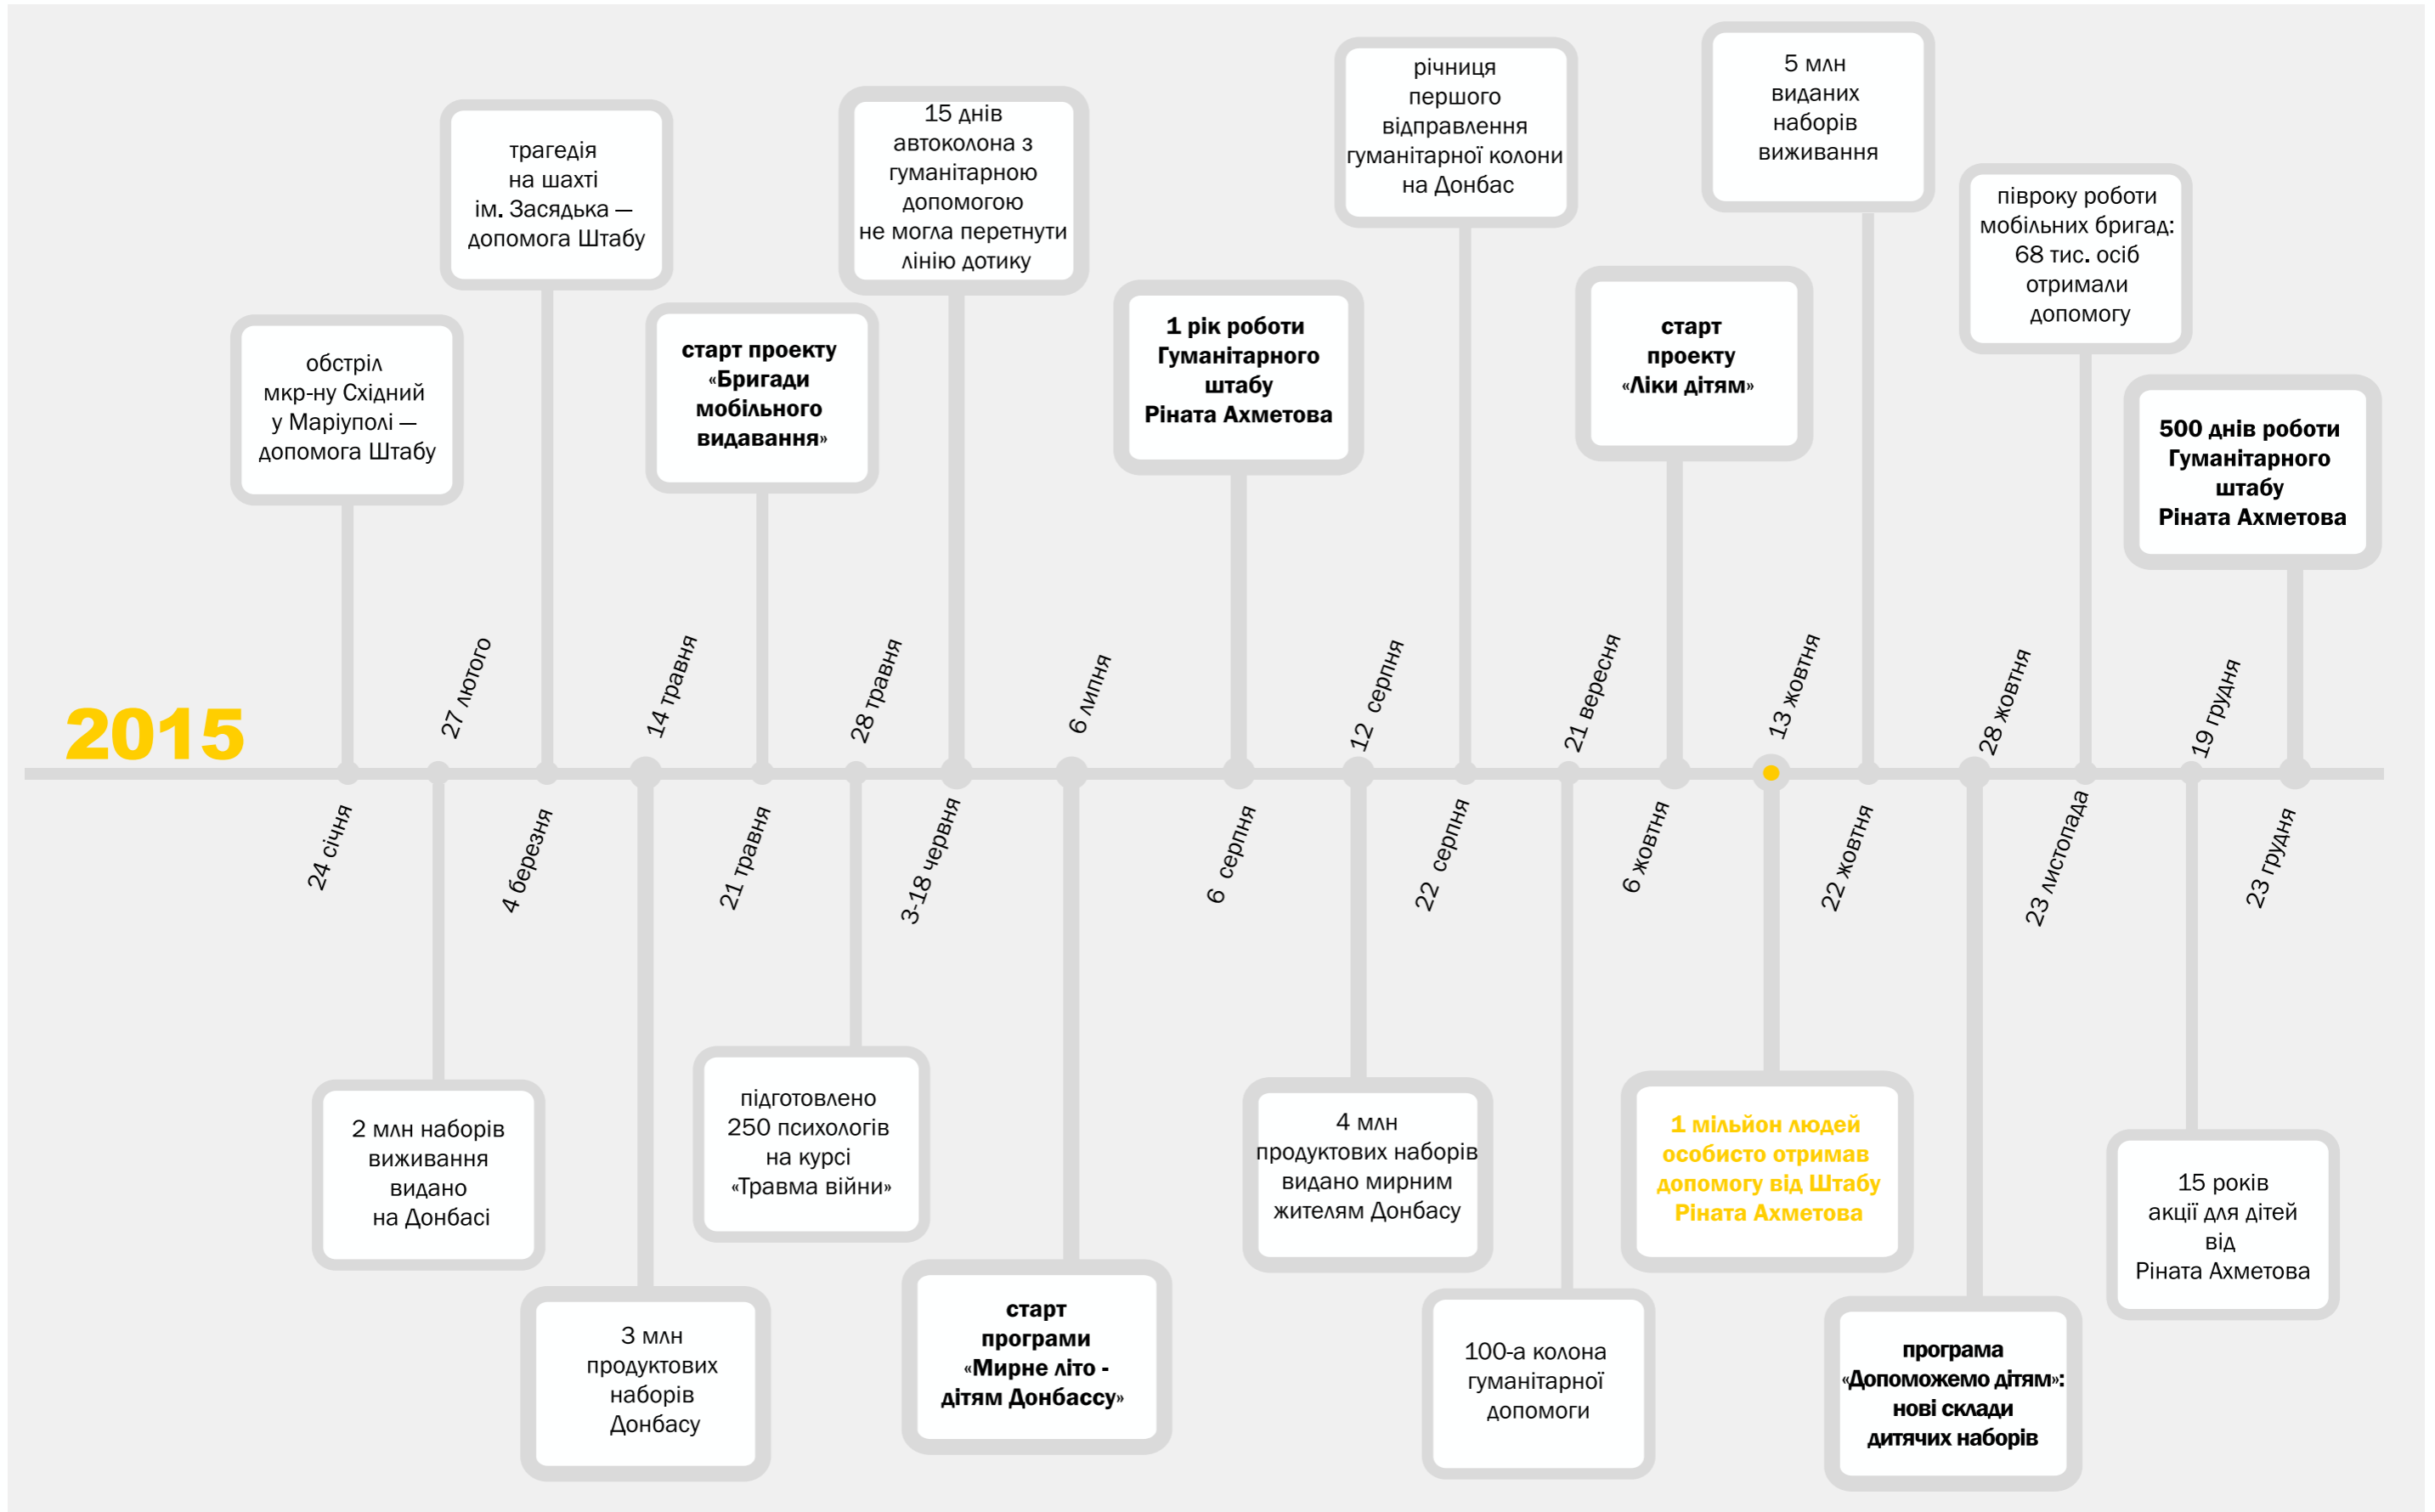 2015
24 січня
обстріл
мкр-ну Східний
у Маріуполі —
допомога Штабу
27 лютого
2 млн наборів
виживання
видано
на Донбасі
4 березня
трагедія
на шахті
ім. Засядька —
допомога Штабу
14 травня
3 млн
продуктових
наборів
Донбасу
21 травня
старт проекту
«Бригади
мобільного
видавання»
28 травня
підготовлено
250 психологів
на курсі
«Травма війни»
3-18 червня
15 днів
автоколона з
гуманітарною
допомогою
не могла перетнути
лінію дотику
6 липня
старт
програми
«Мирне літо -
дітям Донбассу»
6 серпня
1 рік роботи
Гуманітарного
штабу
Ріната Ахметова
12 серпня
4 млн
продуктових наборів
видано мирним
жителям Донбасу
22 серпня
річниця
першого
відправлення
гуманітарної колони
на Донбас
21 вересня
100-а колона
гуманітарної
допомоги
6 жовтня
старт
проекту
«Ліки дітям»
13 жовтня
1 мільйон людей
особисто отримав
допомогу від Штабу
Ріната Ахметова
22 жовтня
5 млн
виданих
наборів
виживання
28 жовтня
програма
«Допоможемо дітям»:
нові склади
дитячих наборів
23 листопада
півроку роботи
мобільних бригад:
68 тис. осіб
отримали
допомогу
19 грудня
15 років
акції для дітей
від
Ріната Ахметова
23 грудня
500 днів роботи
Гуманітарного
штабу
Ріната Ахметова